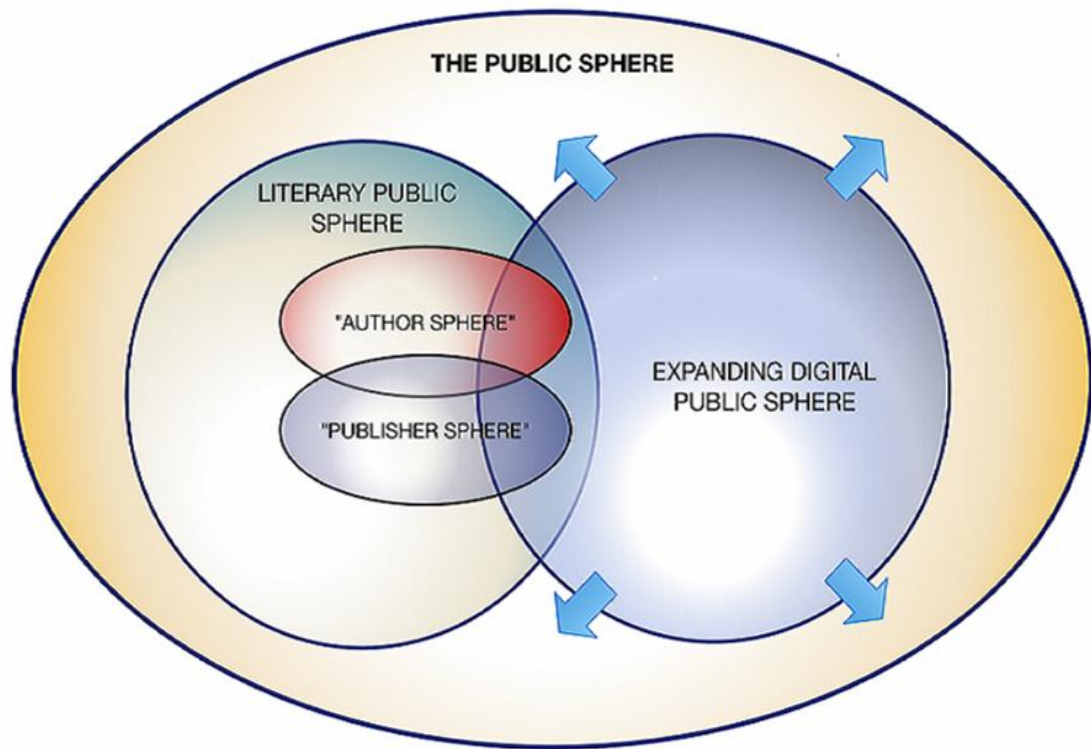 THE PUBLIC SPHERE
LITERARY PUBLIC
SPHERE
"AUTHOR SPHERE"
"PUBLISHER SPHERE"
EXPANDING DIGITAL
PUBLIC SPHERE